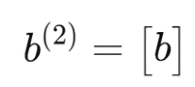 b^{(2)} = [b]